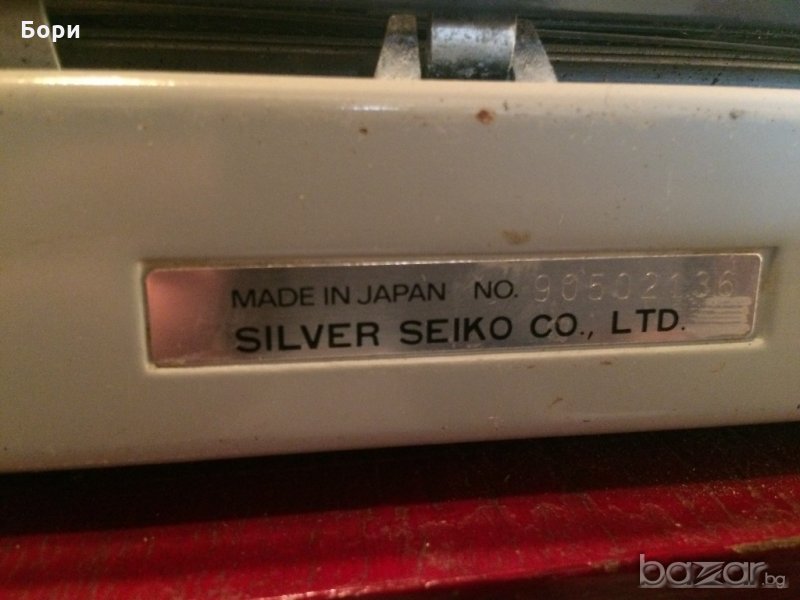 Бори
MADE IN JAPAN NO. 90502136
SILVER SEIKO CO., LTD.
bazar.bg